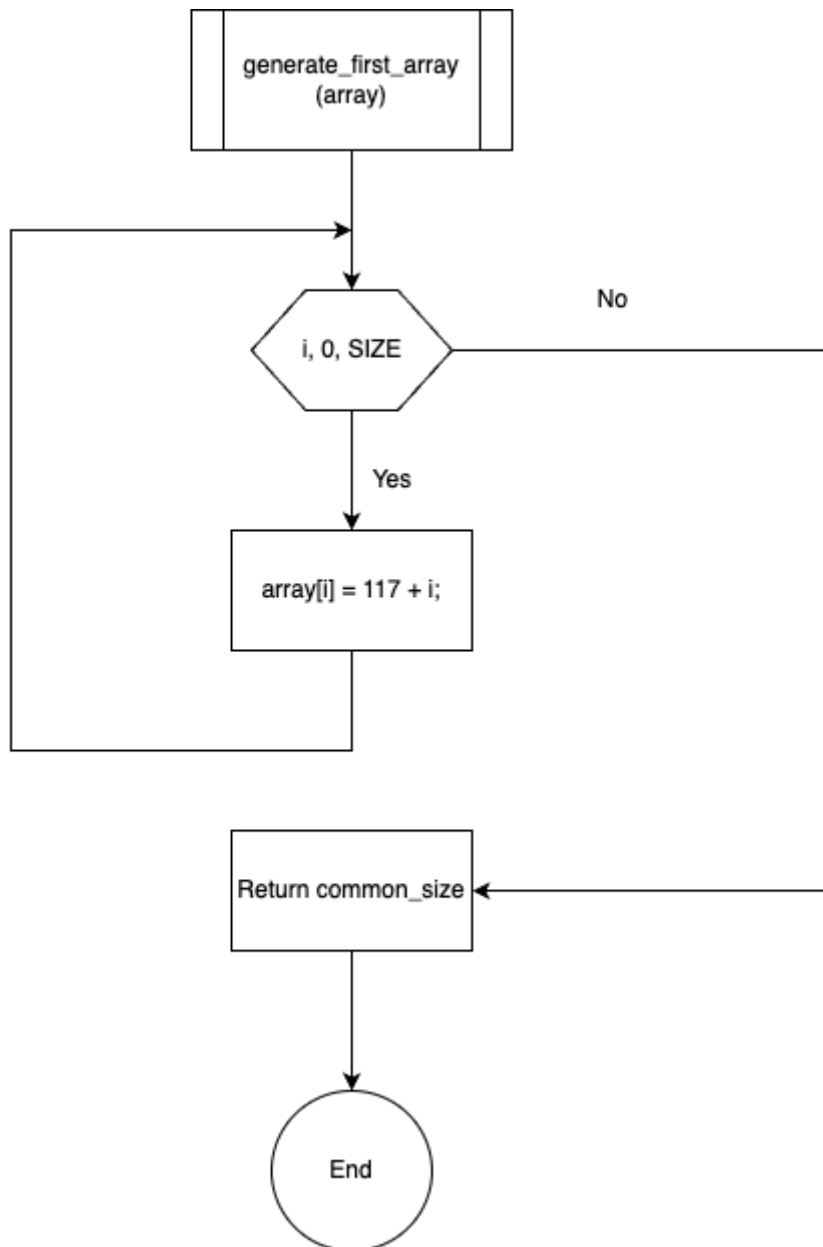 generate_first_array
(array)
i, 0, SIZE
No
Yes
array[i] = 117 + i;
Return common_size
End